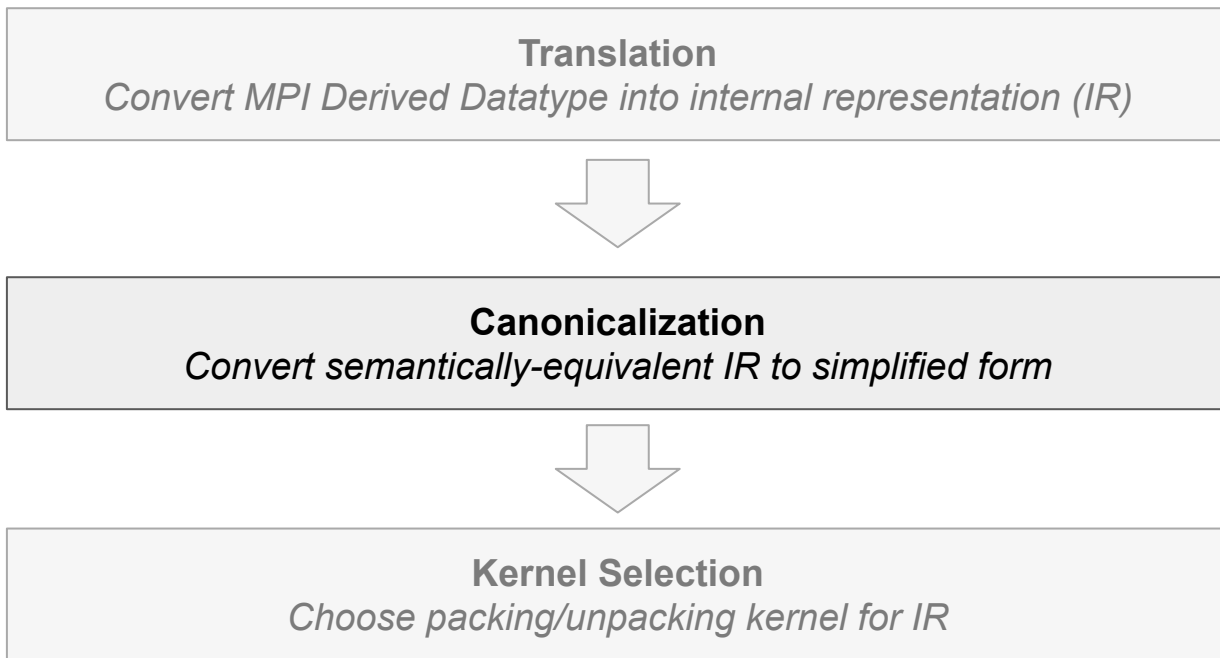 Translation
Convert MPI Derived Datatype into internal representation (IR)
Canonicalization
Convert semantically-equivalent IR to simplified form
Kernel Selection
Choose packing/unpacking kernel for IR